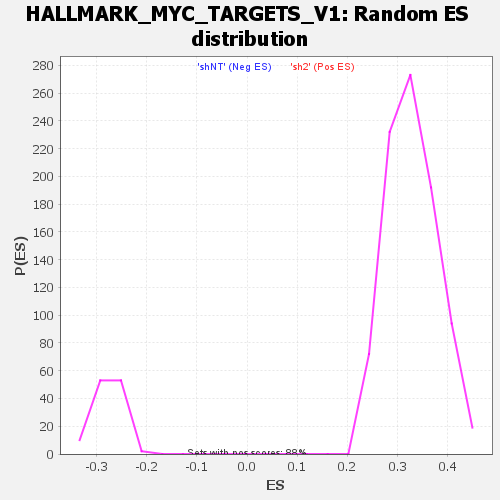 HALLMARK_MYC_TARGETS_V1: Random ES
distribution
'shNT' (Neg ES) 'sh2' (Pos ES)
280
260
240
220
200
180
160
140
120
100
80
60
40
20
0
P(ES)
Sets with pos scores: 88%
-0.3 -0.2 -0.1 0.0 0.1 0.2 0.3 0.4
ES